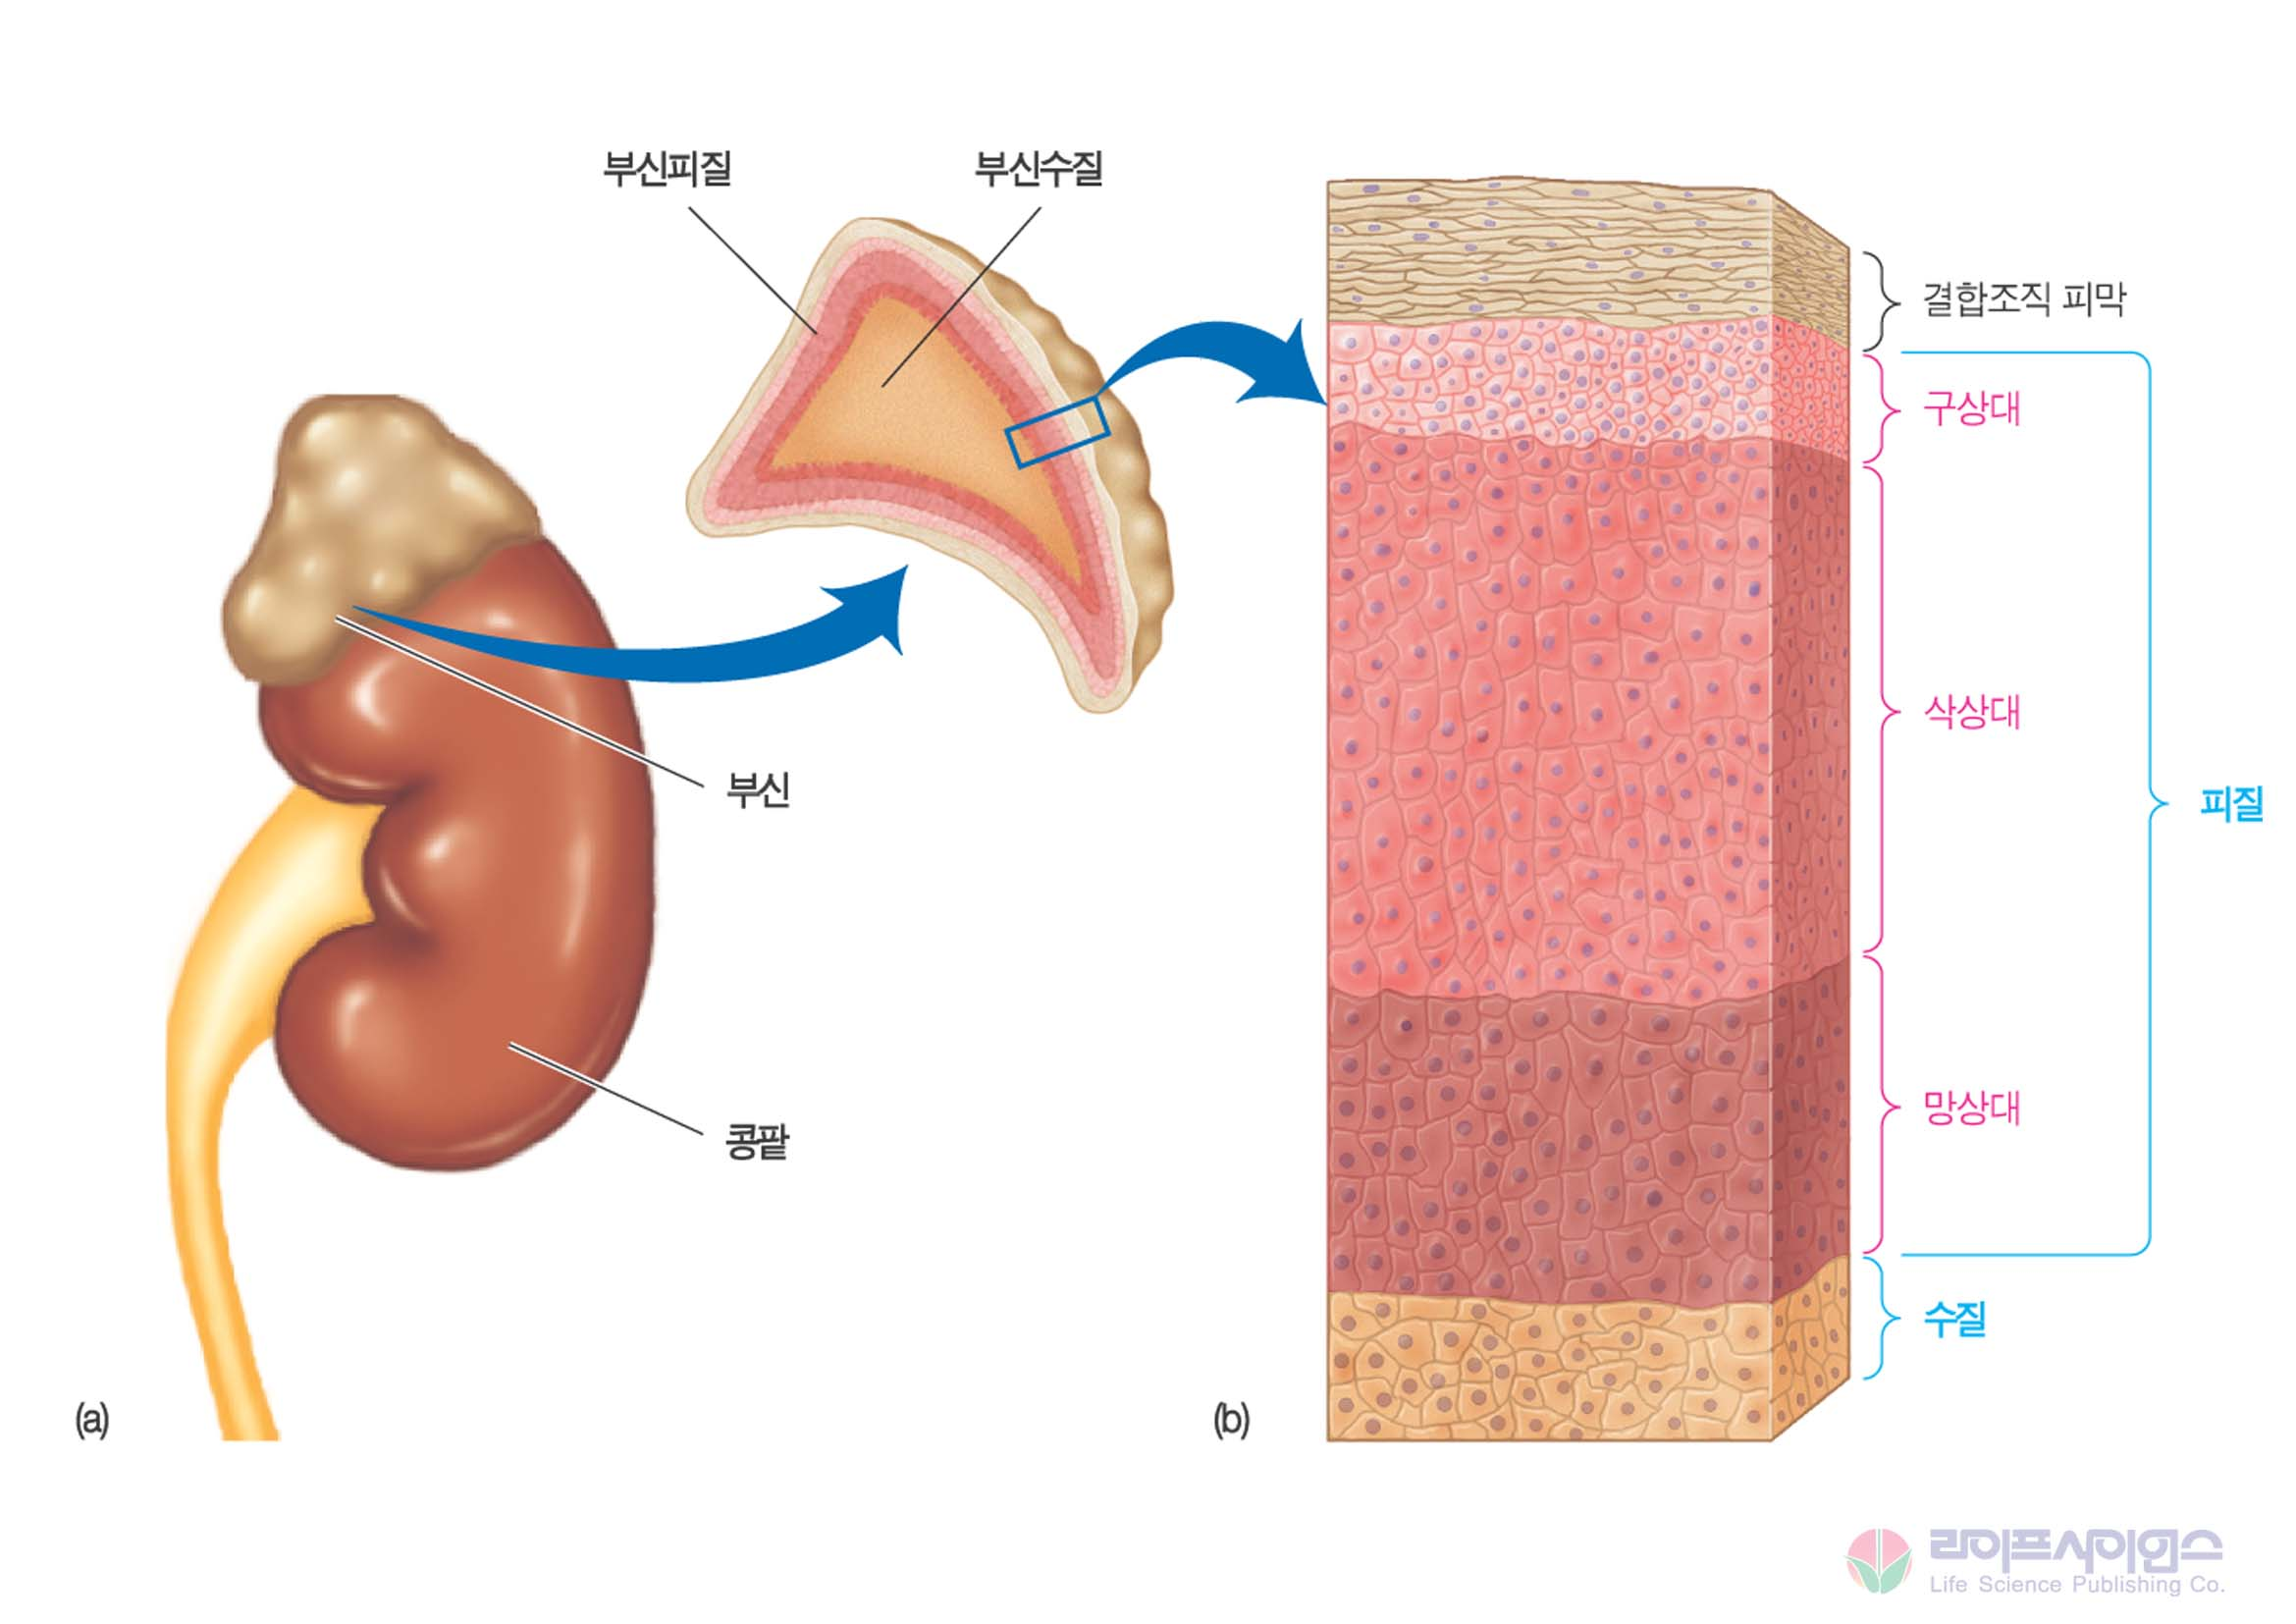 부신피질
부신수질
결합조직 피막
구상대
삭상대
부신
피질
망상대
콩팥
수질
(a)
(b)
라이프사이언스
Life Science Publishing Co.